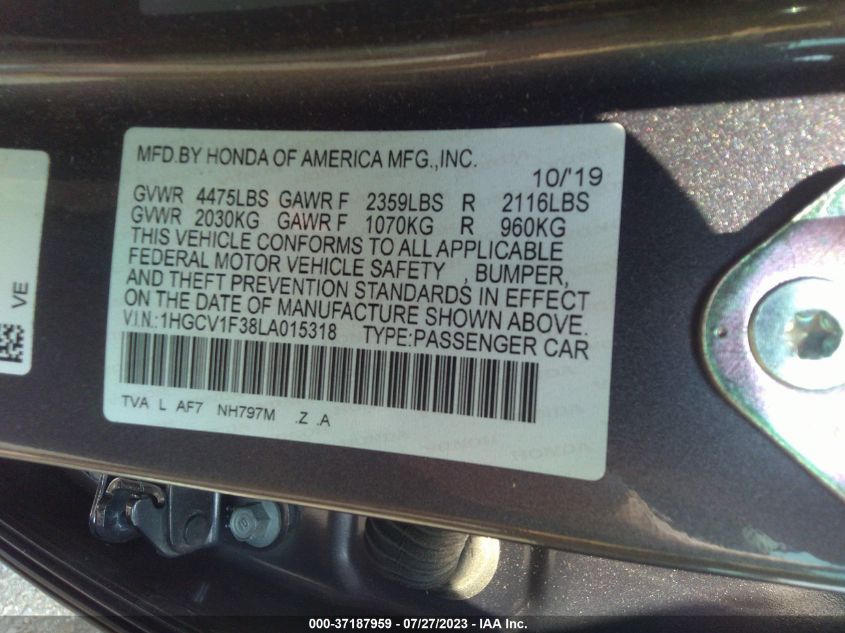 MFD.BY HONDA OF AMERICA MFG.,INC.
10/'19
GVWR 4475LBS GAWR F 2359LBS R 2116LBS
GVWR 2030KG GAWR F 1070KG R 960KG
THIS VEHICLE CONFORMS TO ALL APPLICABLE
FEDERAL MOTOR VEHICLE SAFETY , BUMPER,
AND THEFT PREVENTION STANDARDS IN EFFECT
ON THE DATE OF MANUFACTURE SHOWN ABOVE.
V.I.N.:1HGCV1F38LA015318 TYPE:PASSENGER CAR
TVA L AF7 NH797M .Z .A
VE
000-37187959 / 07/27/2023 - IAA Inc.